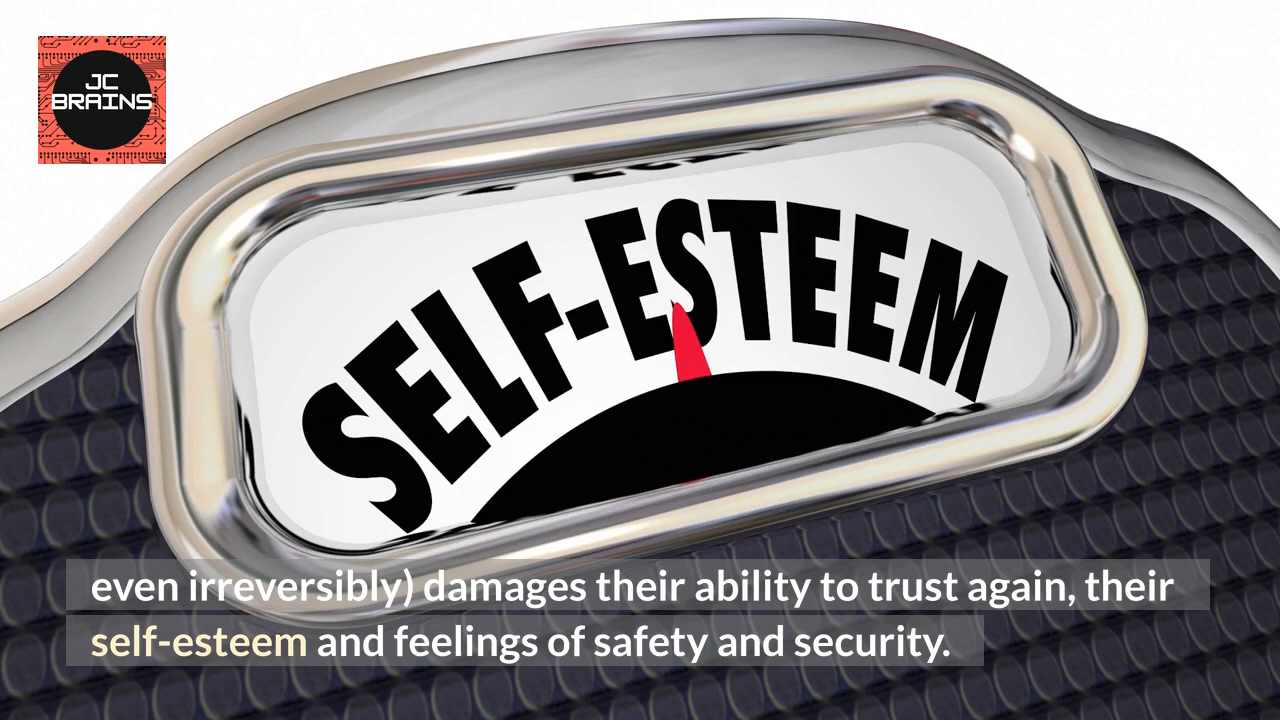 JC
BRAINS
SELF-ESTEEM
even irreversibly) damages their ability to trust again, their
self-esteem and feelings of safety and security.